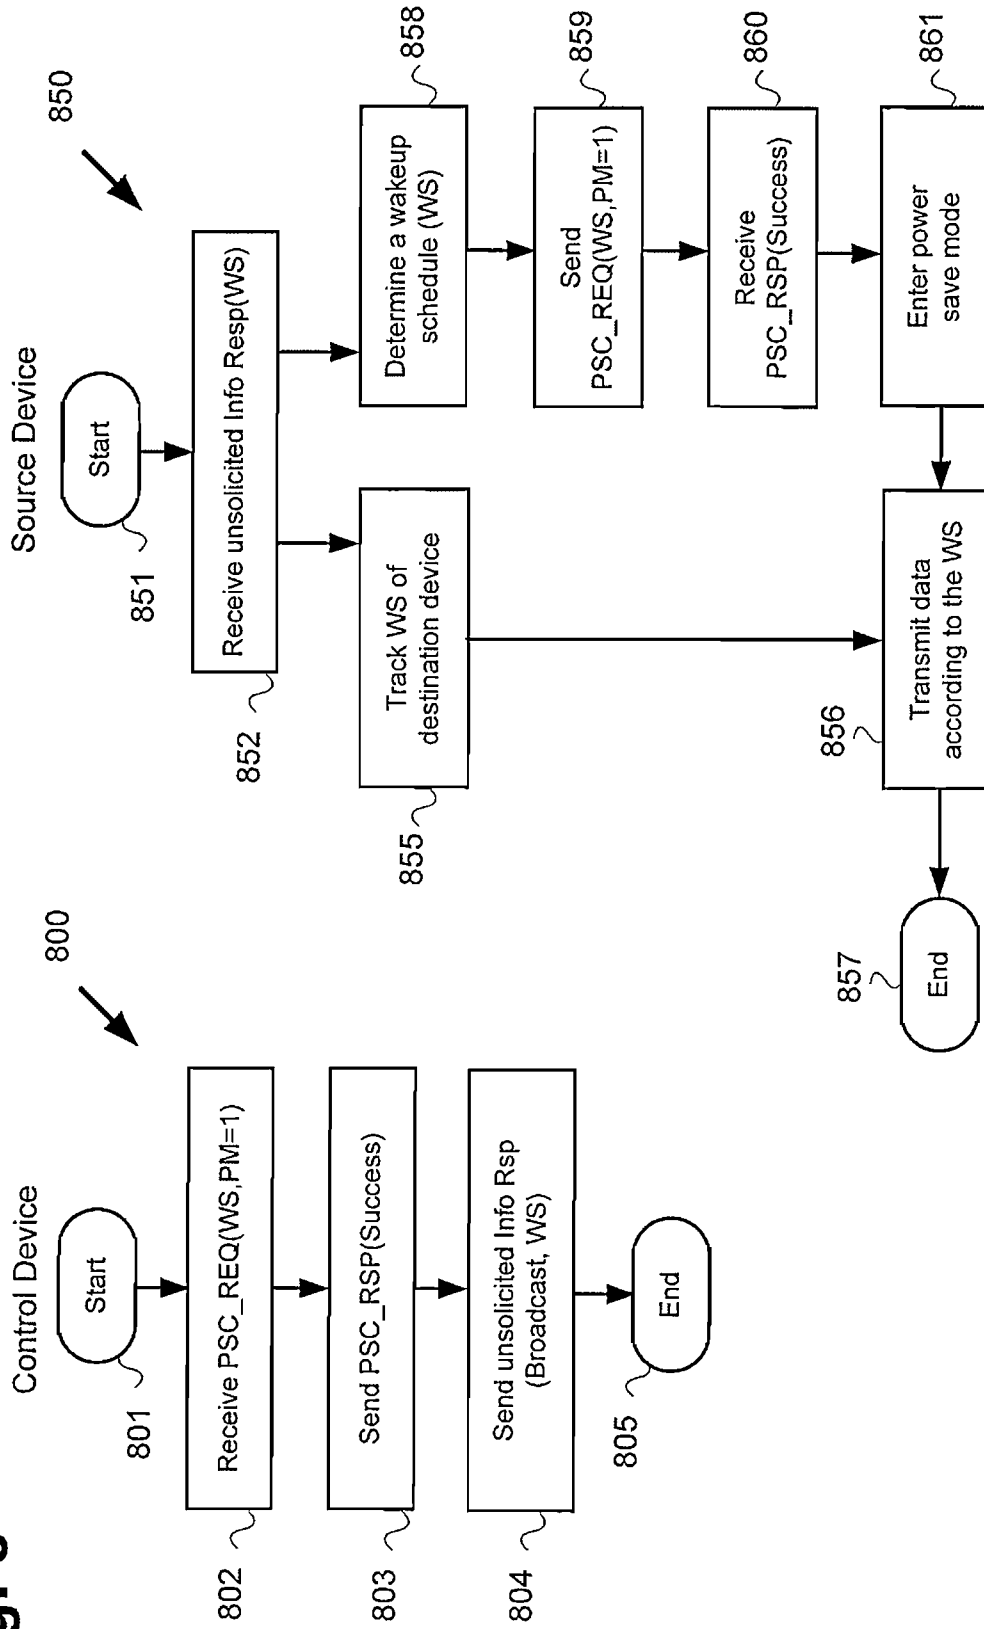 Control Device
800
Start
801
Receive PSC_REQ(WS,PM=1)
802
Send PSC_RSP(Success)
803
Send unsolicited Info Rsp
(Broadcast, WS)
804
End
805
Source Device
850
Start
851
Receive unsolicited Info Resp(WS)
852
Track WS of
destination device
855
Determine a wakeup
schedule (WS)
858
Send
PSC_REQ(WS,PM=1)
859
Receive
PSC_RSP(Success)
860
Enter power
save mode
861
Transmit data
according to the WS
856
End
857